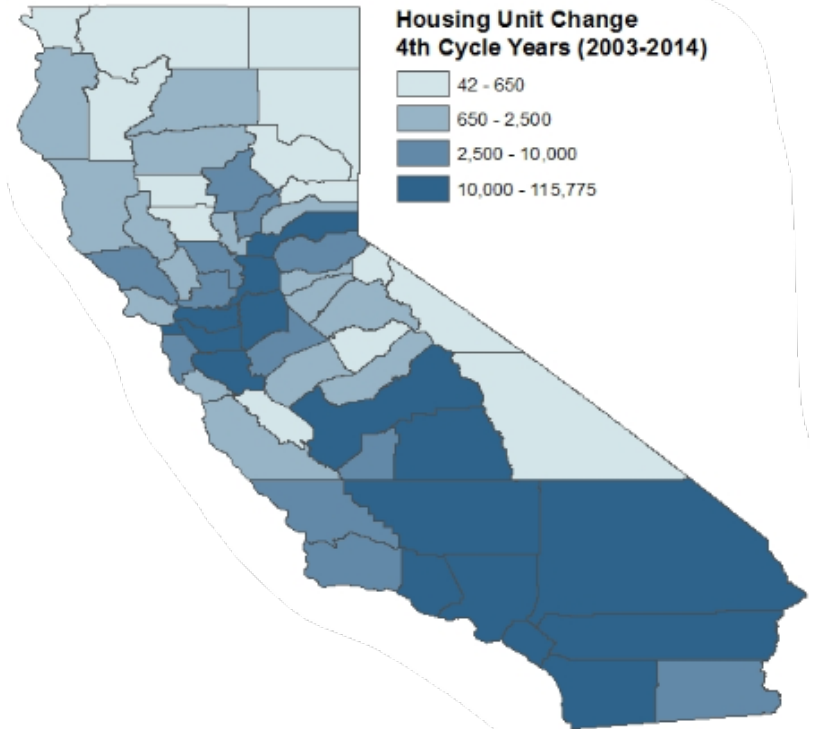 Housing Unit Change
4th Cycle Years (2003-2014)
42 - 650
650 - 2,500
2,500 - 10,000
10,000 - 115,775